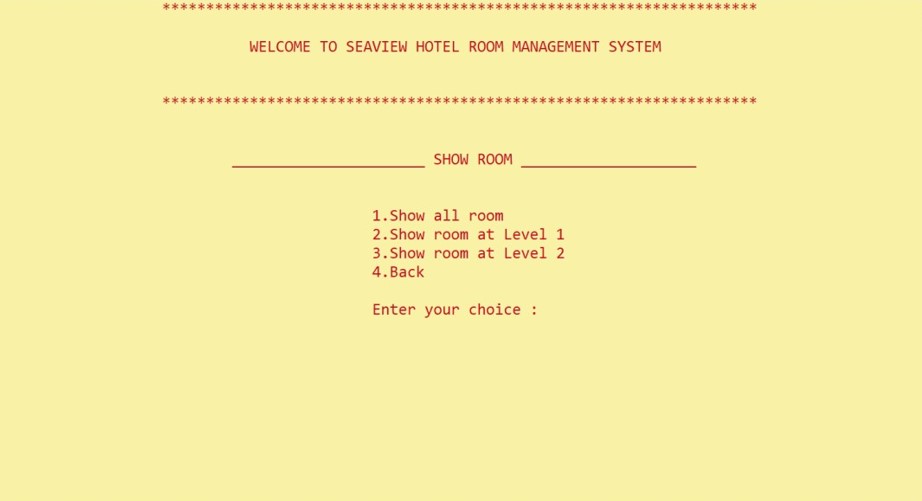 ********************************************************************
WELCOME TO SEAVIEW HOTEL ROOM MANAGEMENT SYSTEM
********************************************************************
______________________ SHOW ROOM ____________________
1.Show all room
2.Show room at Level 1
3.Show room at Level 2
4.Back
Enter your choice :